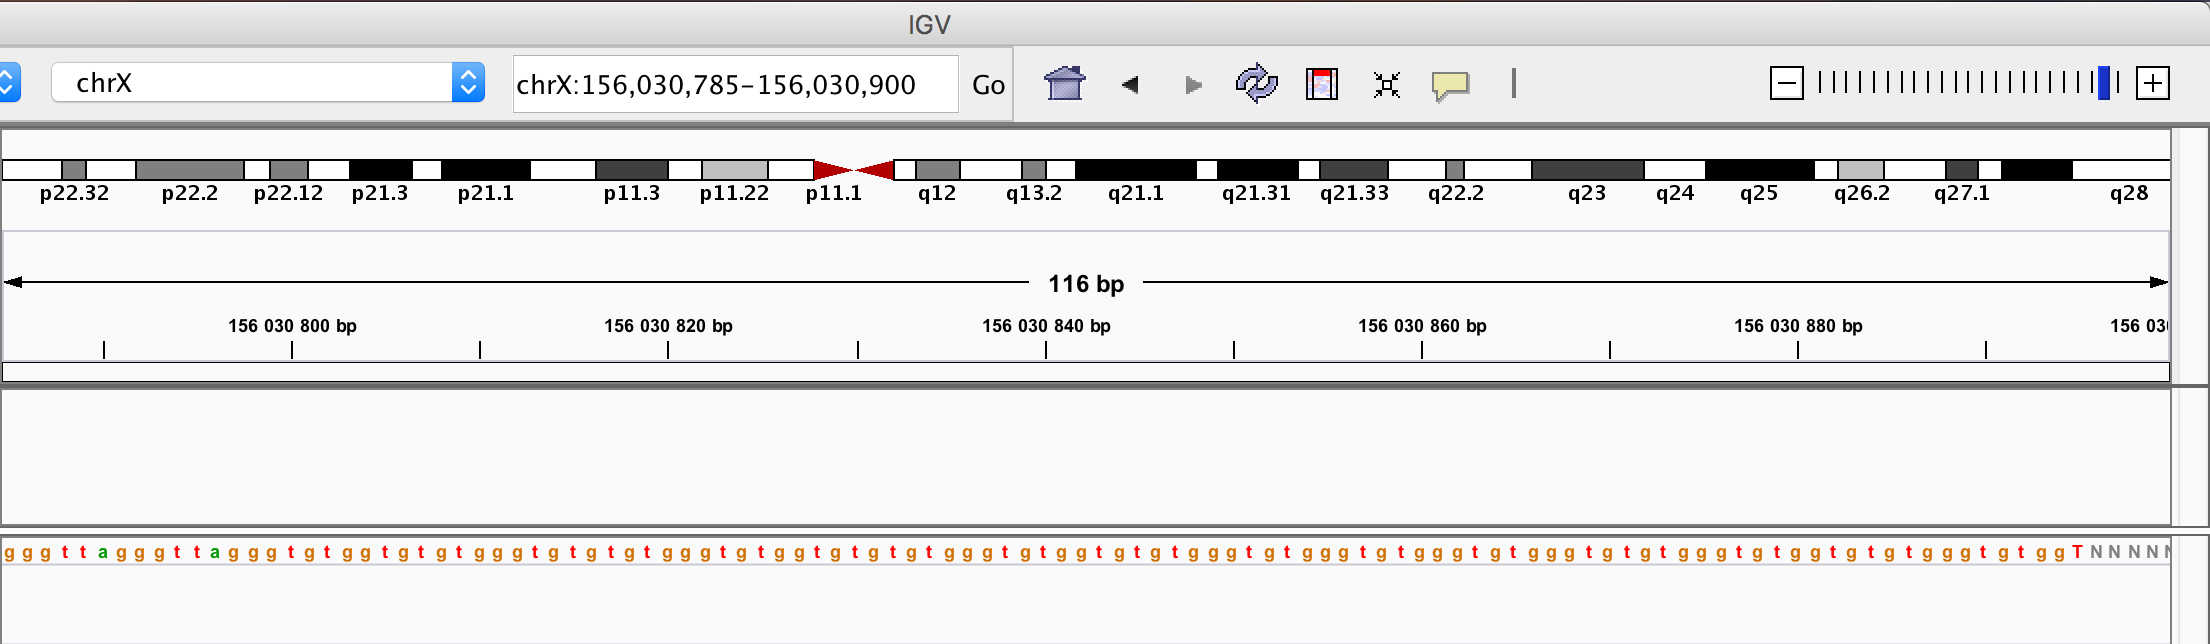 IGV
chrX
chrX:156,030,785-156,030,900
Go
p22.32 p22.2 p22.12 p21.3 p21.1 p11.3 p11.22 p11.1 q12 q13.2 q21.1 q21.31 q21.33 q22.2 q23 q24 q25 q26.2 q27.1 q28
116 bp
156 030 800 bp 156 030 820 bp 156 030 840 bp 156 030 860 bp 156 030 880 bp 156 03
g g g t t a g g g t t a g g g t g t g g t g t g t g g g t g t g t g t g g g t g t g g t g t g t g t g g g t g t g g t g t g t g g g t g t g g g t g t g g g t g t g g g t g t g t g g g t g t g g t g t g t g g g t g t g g T N N N N N